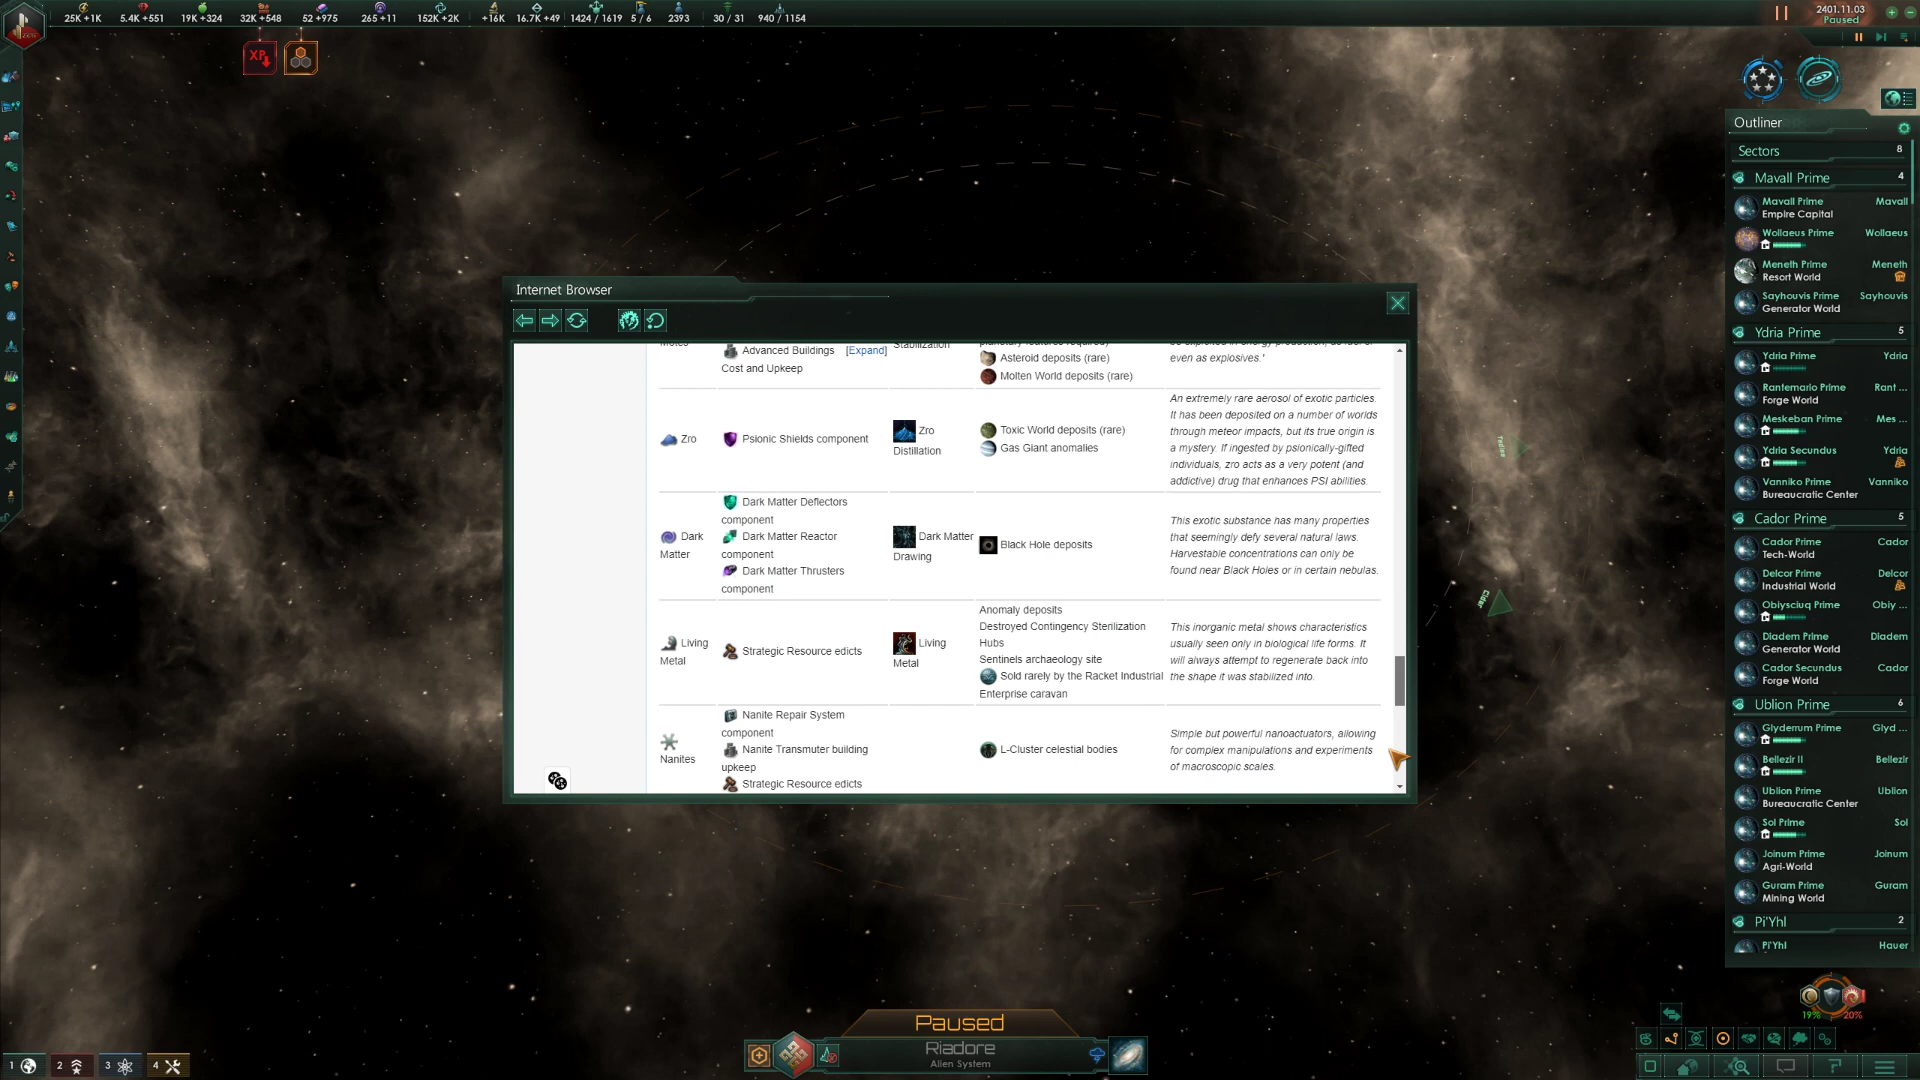 25K +1K 5.4K +551 19K +324 32K +548 52 +975 265 +11 152K +2K +16K 16.7K +49 1424 / 1619 5 / 6 2393 30 / 31 940 / 1154
2401.11.03
Paused
XP
Outliner
Sectors 8
Mavall Prime 4
Mavall Prime Mavall
Empire Capital
Wollaeus Prime Wollaeus
Meneth Prime Meneth
Resort World
Sayhouvis Prime Sayhouvis
Generator World
Ydria Prime 5
Ydria Prime Ydria
Rantemario Prime Rant ...
Forge World
Meskeban Prime Mes ...
Ydria Secundus Ydria
Vanniko Prime Vanniko
Bureaucratic Center
Cador Prime 5
Cador Prime Cador
Tech-World
Delcor Prime Delcor
Industrial World
Obiysciuq Prime Obiy ...
Diadem Prime Diadem
Generator World
Cador Secundus Cador
Forge World
Ublion Prime 6
Glyderrum Prime Glyd ...
Bellezir II Bellezir
Ublion Prime Ublion
Bureaucratic Center
Sol Prime Sol
Joinum Prime Joinum
Agri-World
Guram Prime Guram
Mining World
Pi'Yhl 2
Pi'Yhl Hauer
Internet Browser
Advanced Buildings [Expand]
Cost and Upkeep
Stabilization
Asteroid deposits (rare)
Molten World deposits (rare)
even as explosives.'
Zro
Psionic Shields component
Zro
Distillation
Toxic World deposits (rare)
Gas Giant anomalies
An extremely rare aerosol of exotic particles.
It has been deposited on a number of worlds
through meteor impacts, but its true origin is
a mystery. If ingested by psionically-gifted
individuals, zro acts as a very potent (and
addictive) drug that enhances PSI abilities.
Dark
Matter
Dark Matter Deflectors
component
Dark Matter Reactor
component
Dark Matter Thrusters
component
Dark Matter
Drawing
Black Hole deposits
This exotic substance has many properties
that seemingly defy several natural laws.
Harvestable concentrations can only be
found near Black Holes or in certain nebulas.
Living
Metal
Strategic Resource edicts
Living
Metal
Anomaly deposits
Destroyed Contingency Sterilization
Hubs
Sentinels archaeology site
Sold rarely by the Racket Industrial
Enterprise caravan
This inorganic metal shows characteristics
usually seen only in biological life forms. It
will always attempt to regenerate back into
the shape it was stabilized into.
Nanites
Nanite Repair System
component
Nanite Transmuter building
upkeep
Strategic Resource edicts
L-Cluster celestial bodies
Simple but powerful nanoactuators, allowing
for complex manipulations and experiments
of macroscopic scales.
Paused
Riadore
Alien System
1 2 3 4
19% 20%